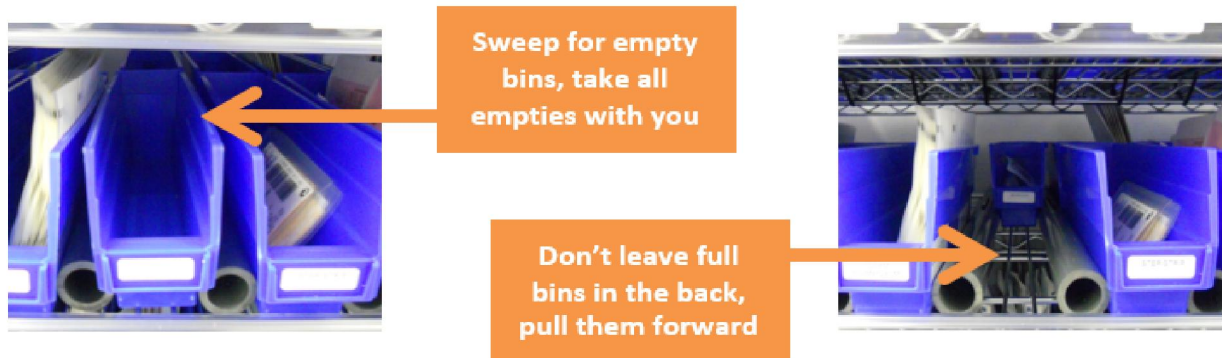 Sweep for empty
bins, take all
empties with you
Don't leave full
bins in the back,
pull them forward